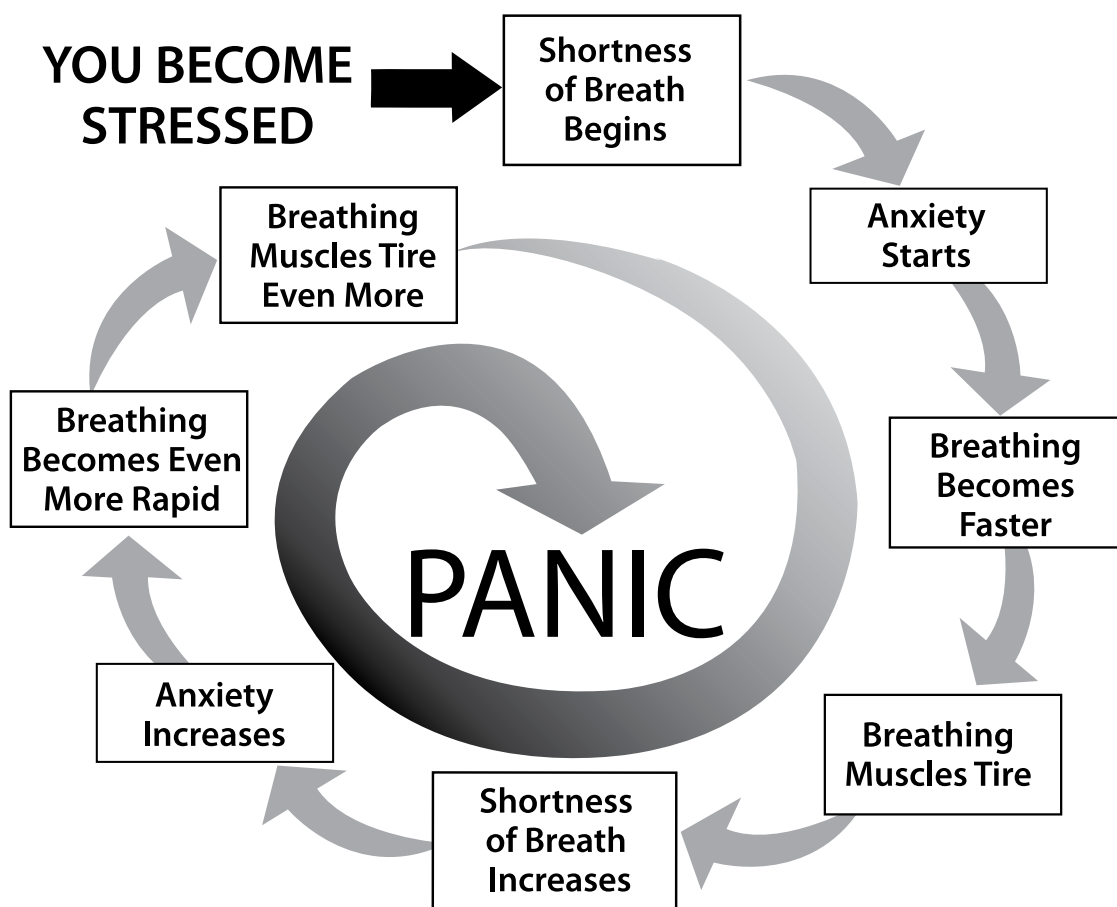 YOU BECOME
STRESSED
Shortness
of Breath
Begins
Anxiety
Starts
Breathing
Becomes
Faster
Breathing
Muscles Tire
Shortness
of Breath
Increases
Anxiety
Increases
Breathing
Becomes Even
More Rapid
Breathing
Muscles Tire
Even More
PANIC